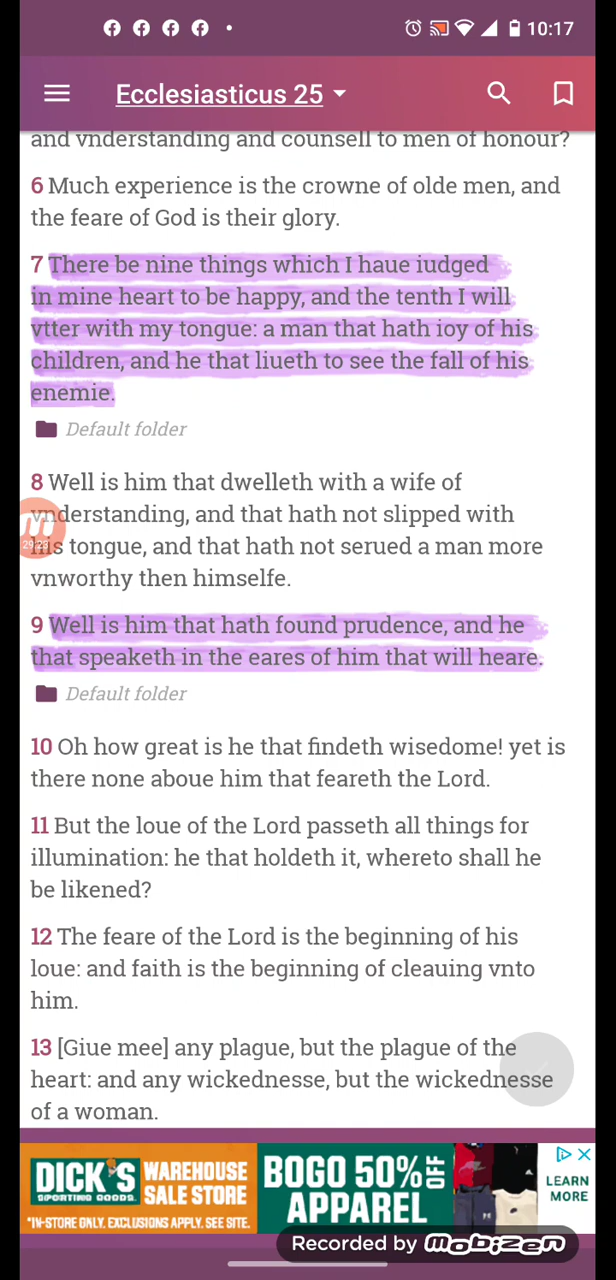 10:17
Ecclesiasticus 25
and vnderstanding and counsell to men of honour?
6 Much experience is the crowne of olde men, and
the feare of God is their glory.
7 There be nine things which I haue iudged
in mine heart to be happy, and the tenth I will
vtter with my tongue: a man that hath ioy of his
children, and he that liueth to see the fall of his
enemie.
Default folder
8 Well is him that dwelleth with a wife of
vnderstanding, and that hath not slipped with
his tongue, and that hath not serued a man more
vnworthy then himselfe.
29:23
9 Well is him that hath found prudence, and he
that speaketh in the eares of him that will heare.
Default folder
10 Oh how great is he that findeth wisedome! yet is
there none aboue him that feareth the Lord.
11 But the loue of the Lord passeth all things for
illumination: he that holdeth it, whereto shall he
be likened?
12 The feare of the Lord is the beginning of his
loue: and faith is the beginning of cleauing vnto
him.
13 [Giue mee] any plague, but the plague of the
heart: and any wickednesse, but the wickednesse
of a woman.
DICK'S
SPORTING GOODS.
WAREHOUSE
SALE STORE
*IN-STORE ONLY. EXCLUSIONS APPLY. SEE SITE.
BOGO 50% OFF
APPAREL
LEARN
MORE
Recorded by mobizen